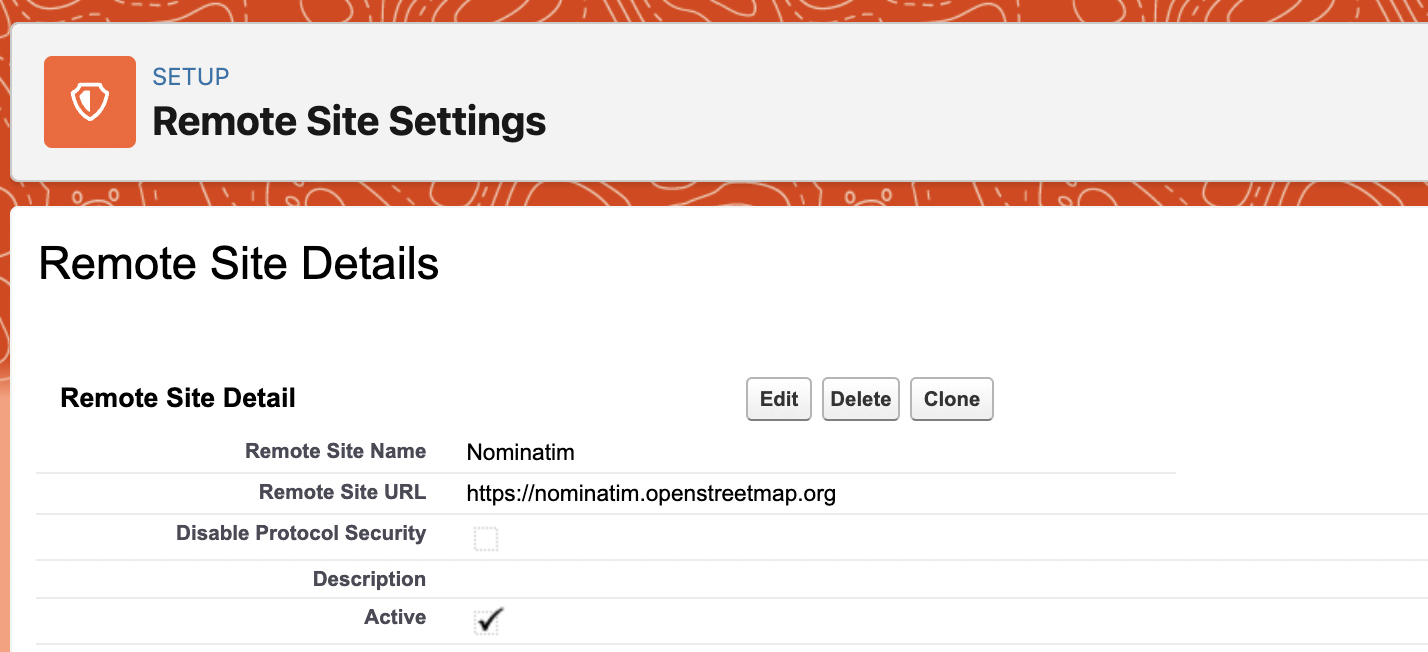 SETUP
Remote Site Settings
Remote Site Details
Remote Site Detail Edit Delete Clone
Remote Site Name Nominatim
Remote Site URL https://nominatim.openstreetmap.org
Disable Protocol Security
Description
Active